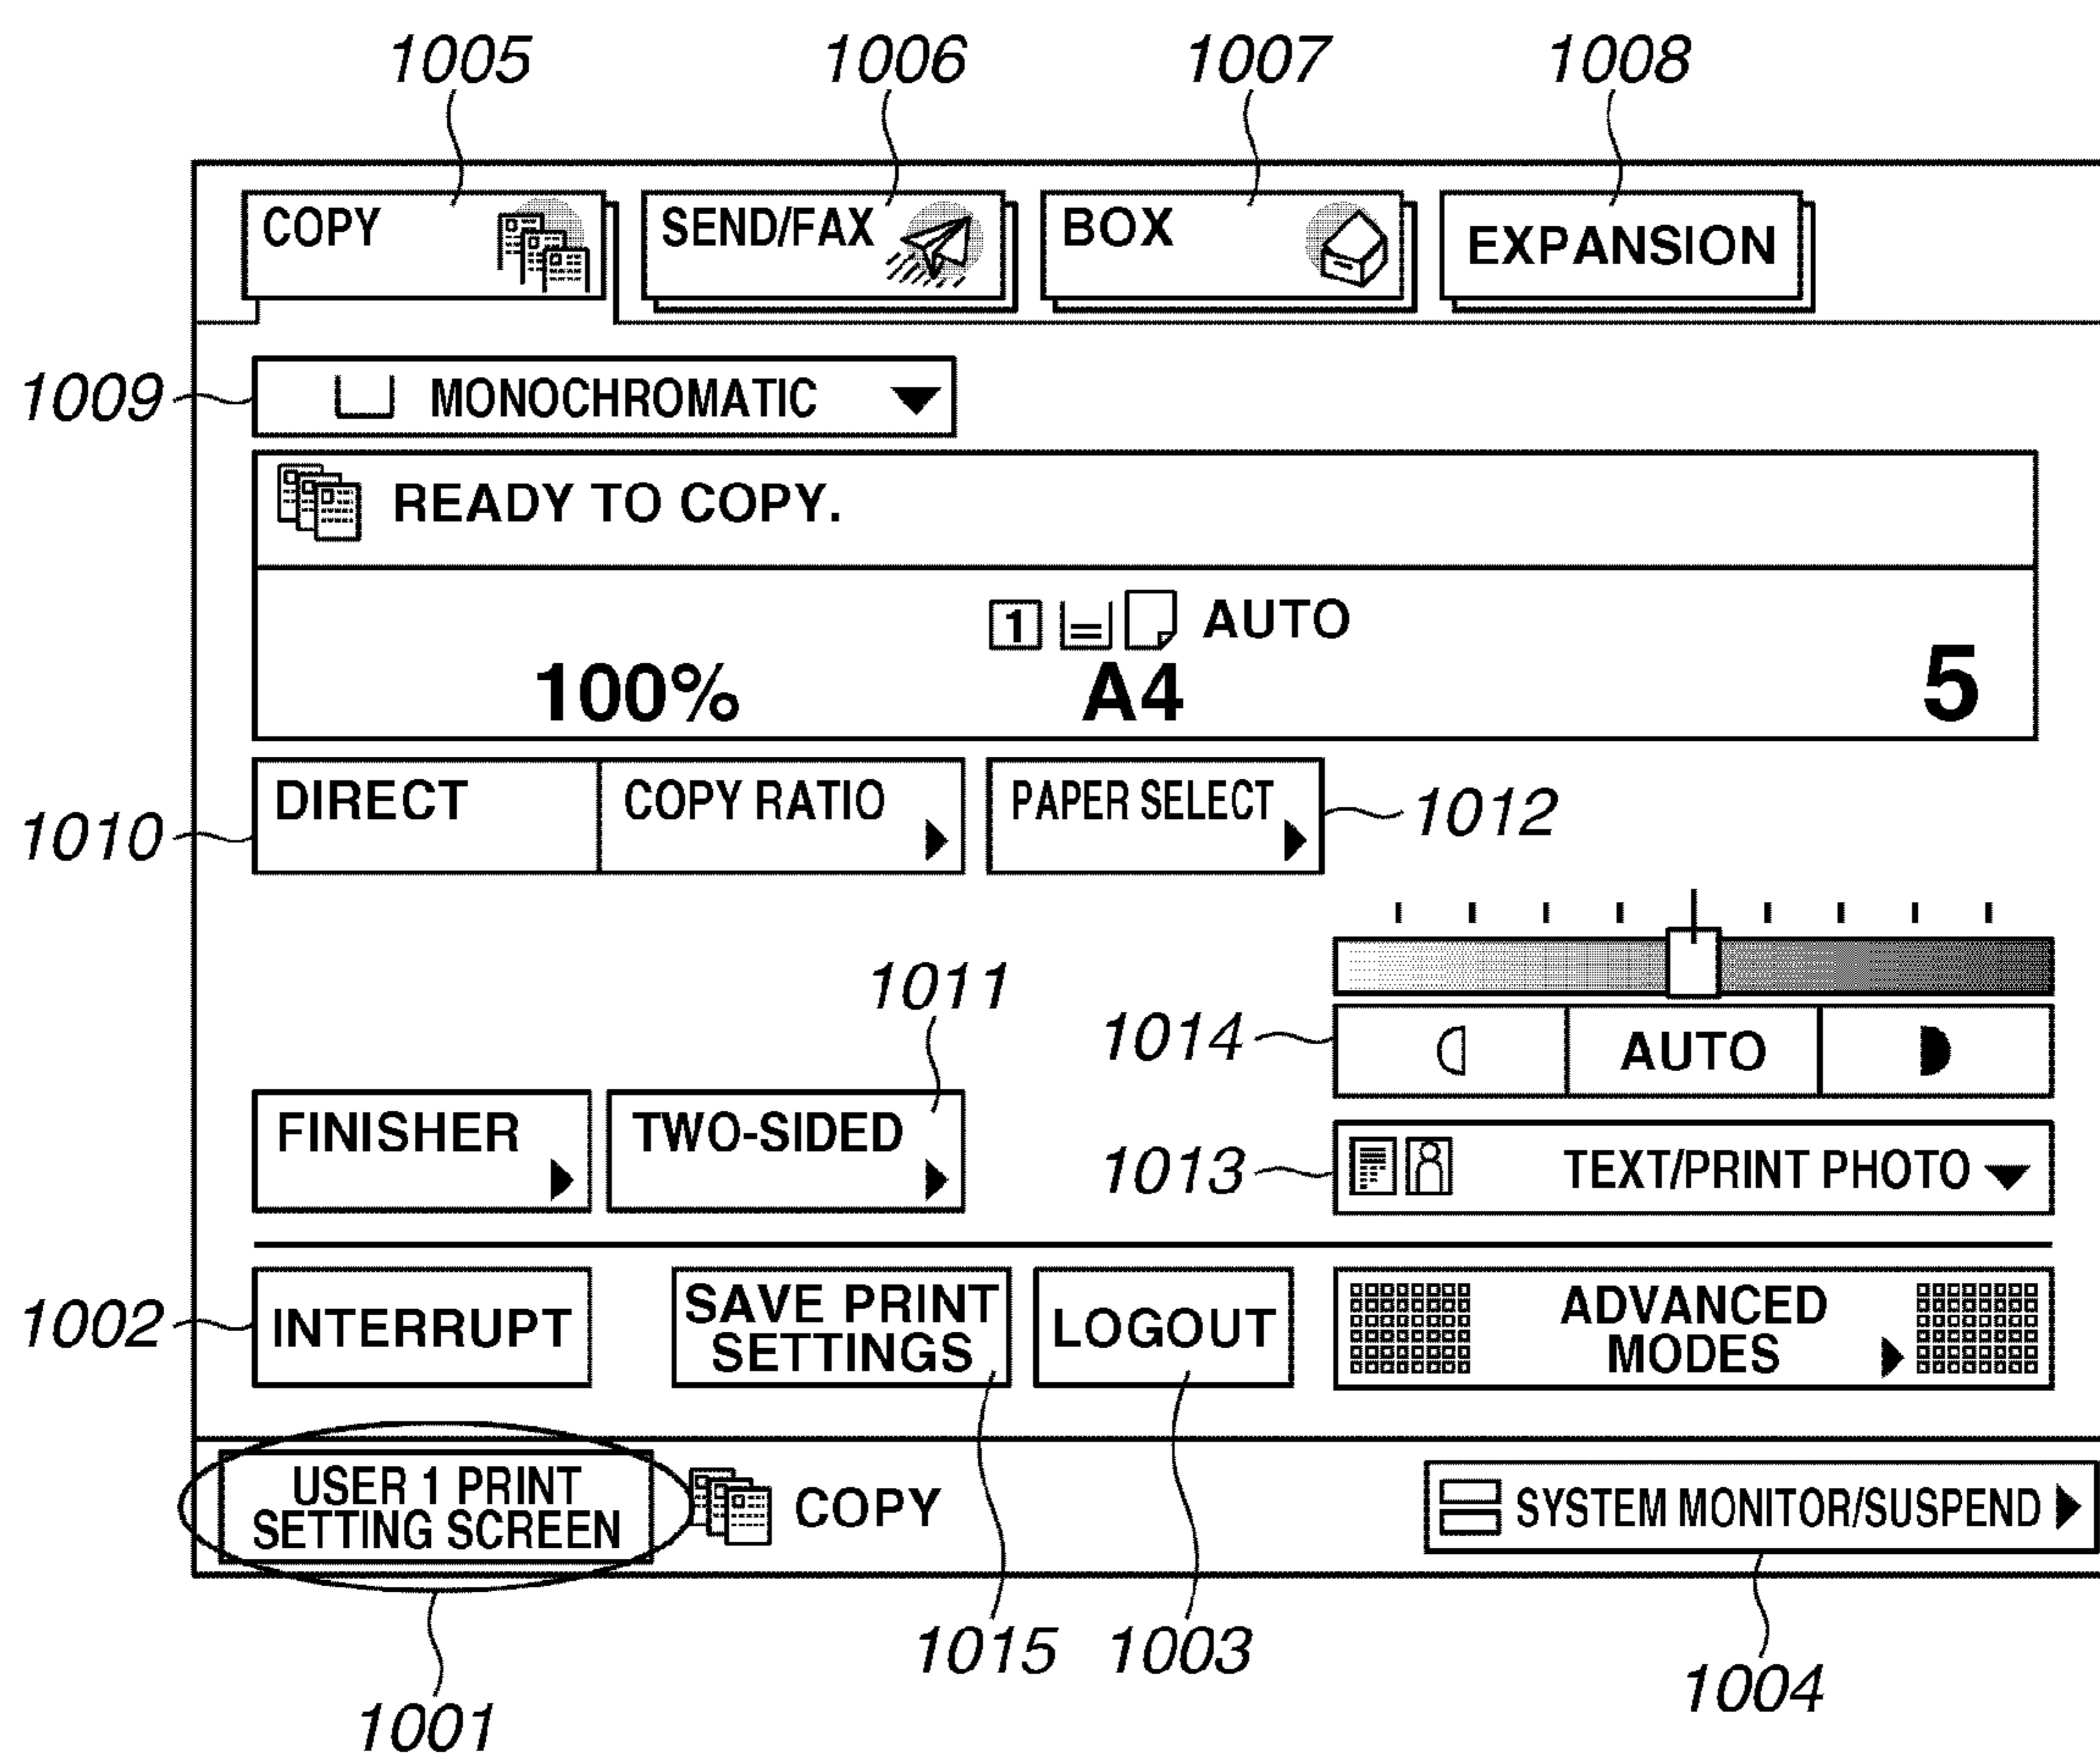 1005 1006 1007 1008
COPY SEND/FAX BOX EXPANSION
1009 MONOCHROMATIC
READY TO COPY.
1 AUTO
100% A4 5
1010 DIRECT COPY RATIO PAPER SELECT 1012
1011
1014 AUTO
FINISHER TWO-SIDED
1013 TEXT/PRINT PHOTO
1002 INTERRUPT
SAVE PRINT
SETTINGS
LOGOUT
ADVANCED
MODES
USER 1 PRINT
SETTING SCREEN
COPY
SYSTEM MONITOR/SUSPEND
1015 1003 1004
1001